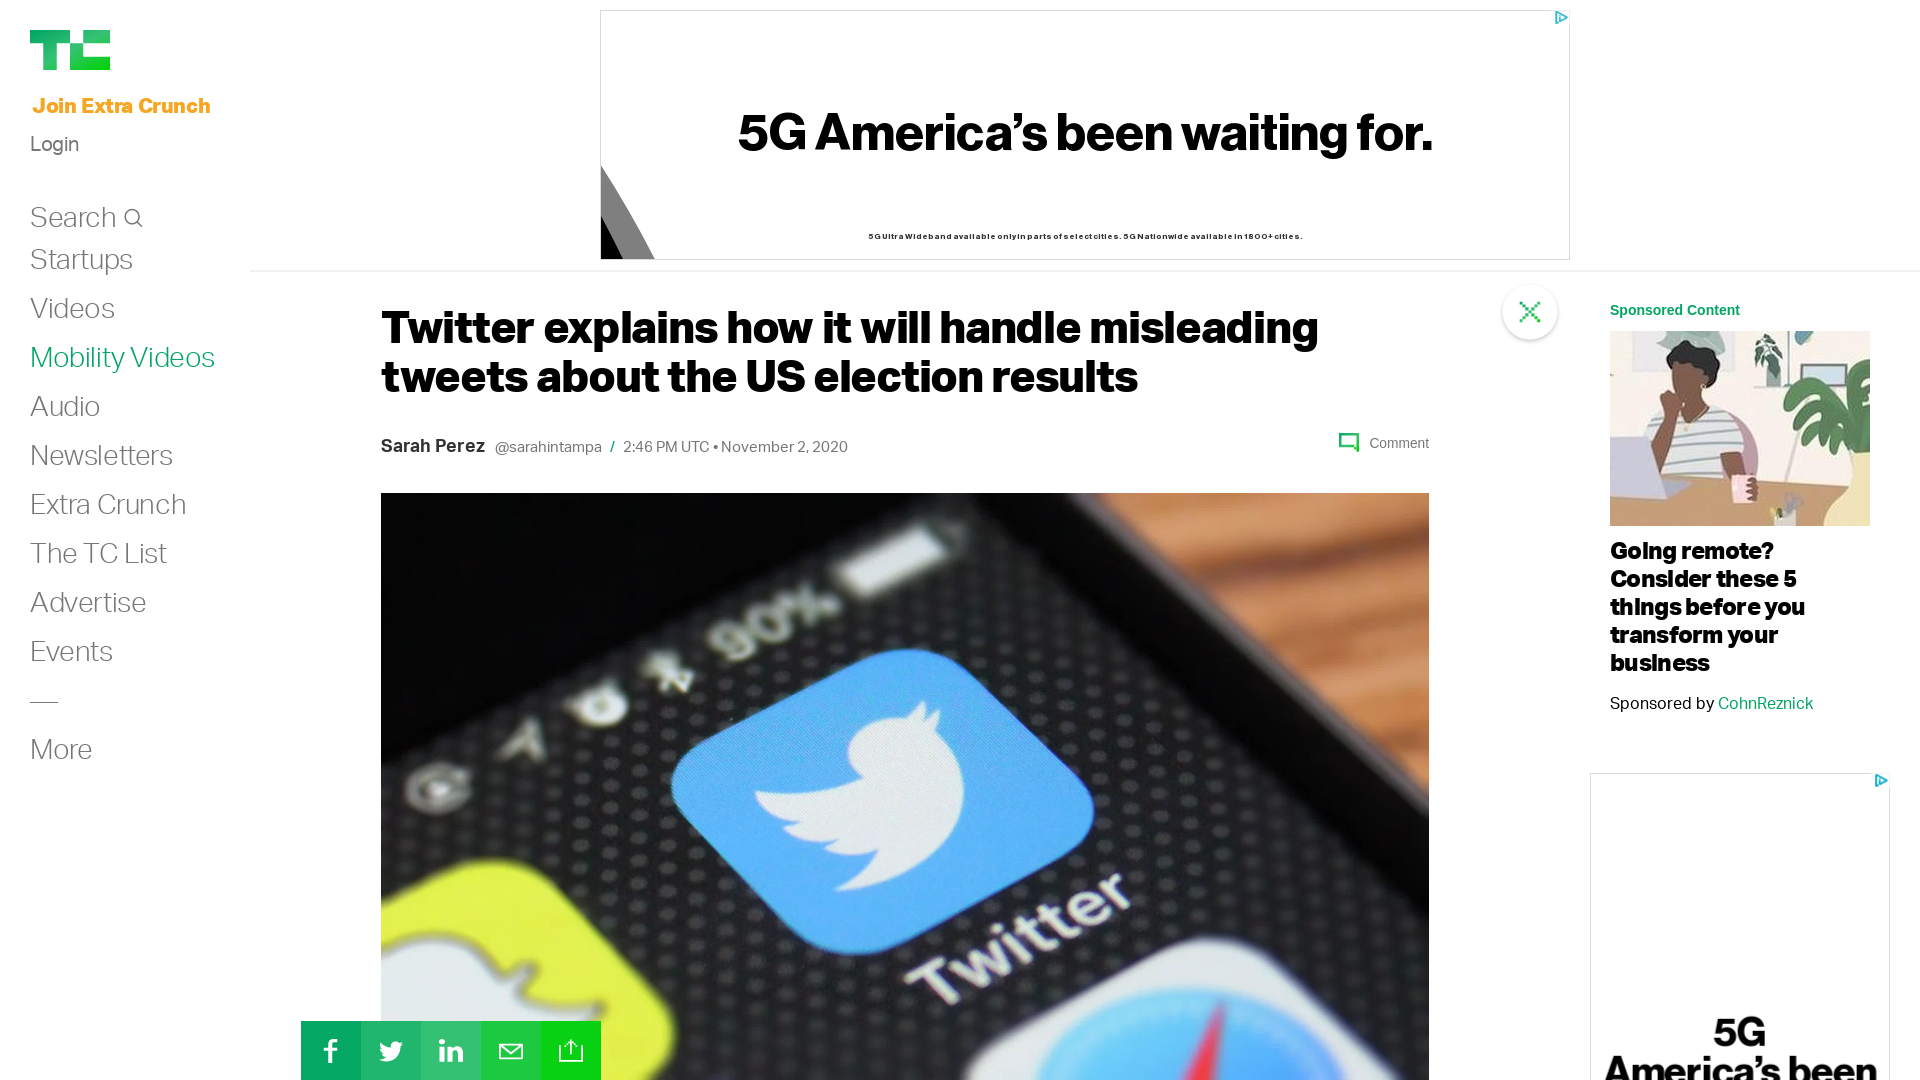 TC
Join Extra Crunch
Login
Search
Startups
Videos
Mobility Videos
Audio
Newsletters
Extra Crunch
The TC List
Advertise
Events
More
5G America’s been waiting for.
5G Ultra Wideband available only in parts of select cities. 5G Nationwide available in 1800+ cities.
Twitter explains how it will handle misleading
tweets about the US election results
Sarah Perez @sarahintampa / 2:46 PM UTC • November 2, 2020
Comment
90%
Twitter
Sponsored Content
Going remote?
Consider these 5
things before you
transform your
business
Sponsored by CohnReznick
5G
America’s been